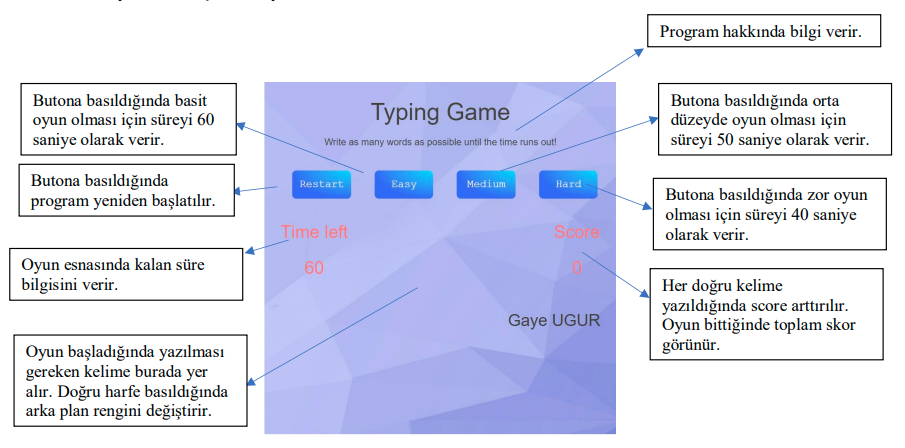 Program hakkında bilgi verir.
Butona basıldığında basit
oyun olması için süreyi 60
saniye olarak verir.
Typing Game
Write as many words as possible until the time runs out!
Butona basıldığında orta
düzeyde oyun olması için
süreyi 50 saniye olarak verir.
Butona basıldığında
program yeniden başlatılır.
Restart
Easy
Medium
Hard
Butona basıldığında zor oyun
olması için süreyi 40 saniye
olarak verir.
Time left
Score
60
0
Oyun esnasında kalan süre
bilgisini verir.
Her doğru kelime
yazıldığında score arttırılır.
Oyun bittiğinde toplam skor
görünür.
Gaye UGUR
Oyun başladığında yazılması
gereken kelime burada yer
alır. Doğru harfe basıldığında
arka plan rengini değiştirir.